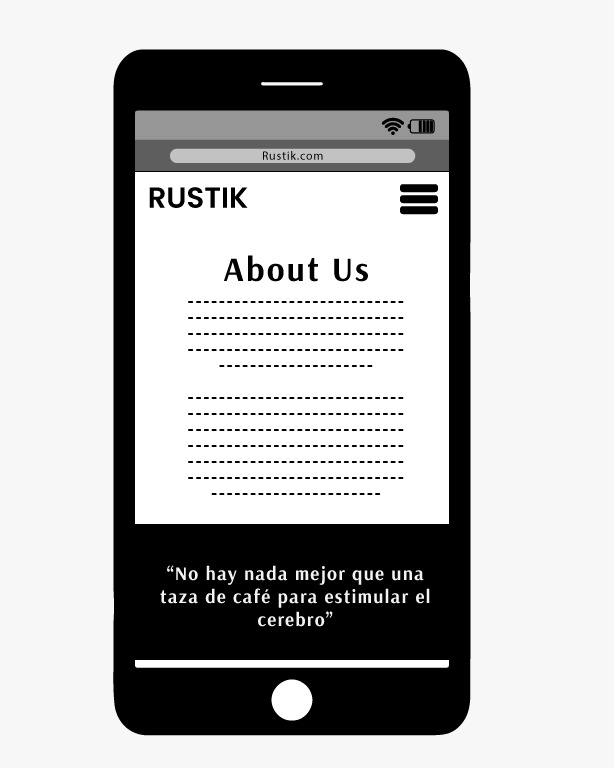 Rustik.com
RUSTIK
About Us
“No hay nada mejor que una
taza de café para estimular el
cerebro”